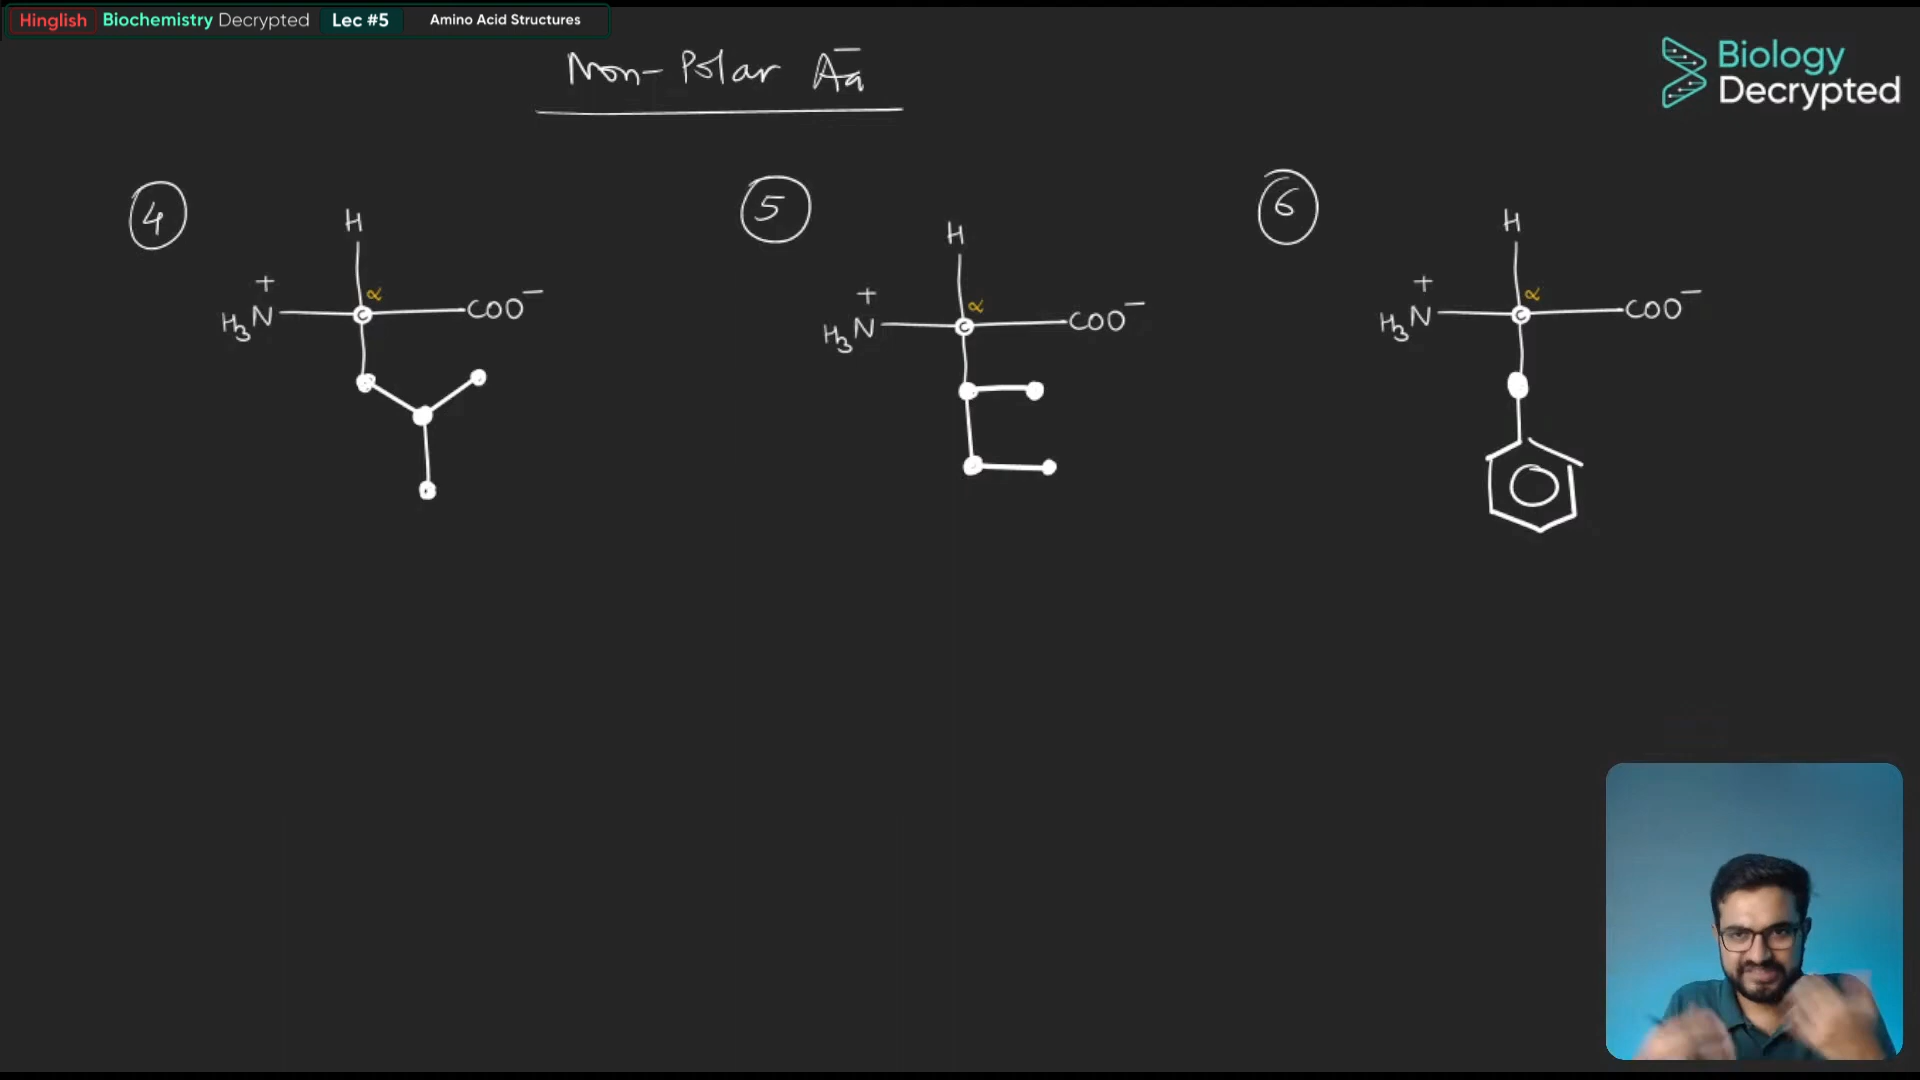 Hinglish Biochemistry Decrypted Lec #5 Amino Acid Structures
Biology
Decrypted
Non-Polar Aa
4
H
+
H3N C α COO−
5
H
+
H3N C α COO−
6
H
+
H3N C α COO−